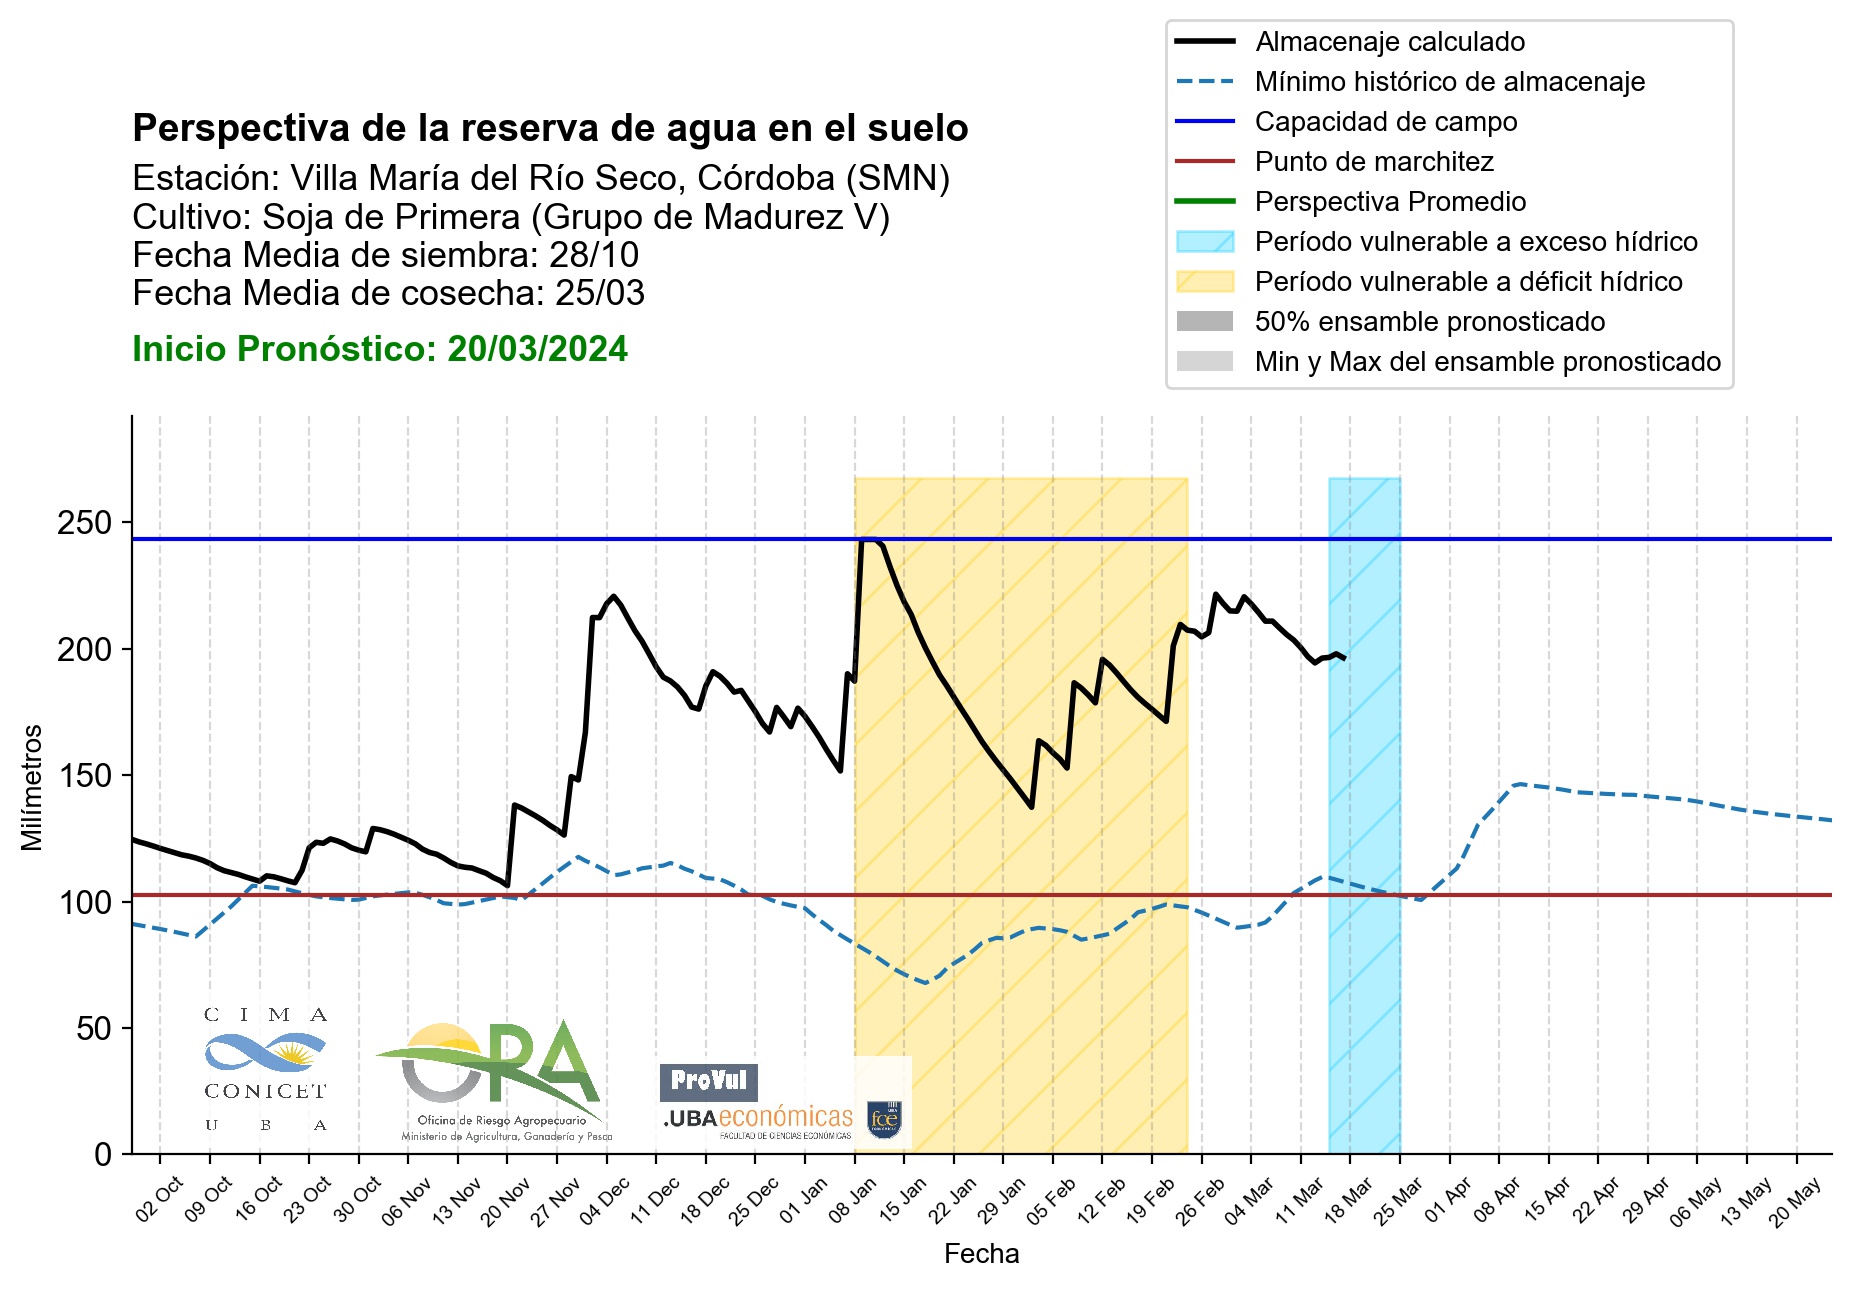 Almacenaje calculado
Mínimo histórico de almacenaje
Capacidad de campo
Punto de marchitez
Perspectiva Promedio
Período vulnerable a exceso hídrico
Período vulnerable a déficit hídrico
50% ensamble pronosticado
Min y Max del ensamble pronosticado
Perspectiva de la reserva de agua en el suelo
Estación: Villa María del Río Seco, Córdoba (SMN)
Cultivo: Soja de Primera (Grupo de Madurez V)
Fecha Media de siembra: 28/10
Fecha Media de cosecha: 25/03
Inicio Pronóstico: 20/03/2024
Milímetros
250
200
150
100
50
0
C I M A
CONICET
U B A
ORA
Oficina de Riesgo Agropecuario
Ministerio de Agricultura, Ganadería y Pesca
ProVul
.UBAeconómicas
FACULTAD DE CIENCIAS ECONÓMICAS
UBA
fce
02 Oct
09 Oct
16 Oct
23 Oct
30 Oct
06 Nov
13 Nov
20 Nov
27 Nov
04 Dec
11 Dec
18 Dec
25 Dec
01 Jan
08 Jan
15 Jan
22 Jan
29 Jan
05 Feb
12 Feb
19 Feb
26 Feb
04 Mar
11 Mar
18 Mar
25 Mar
01 Apr
08 Apr
15 Apr
22 Apr
29 Apr
06 May
13 May
20 May
Fecha